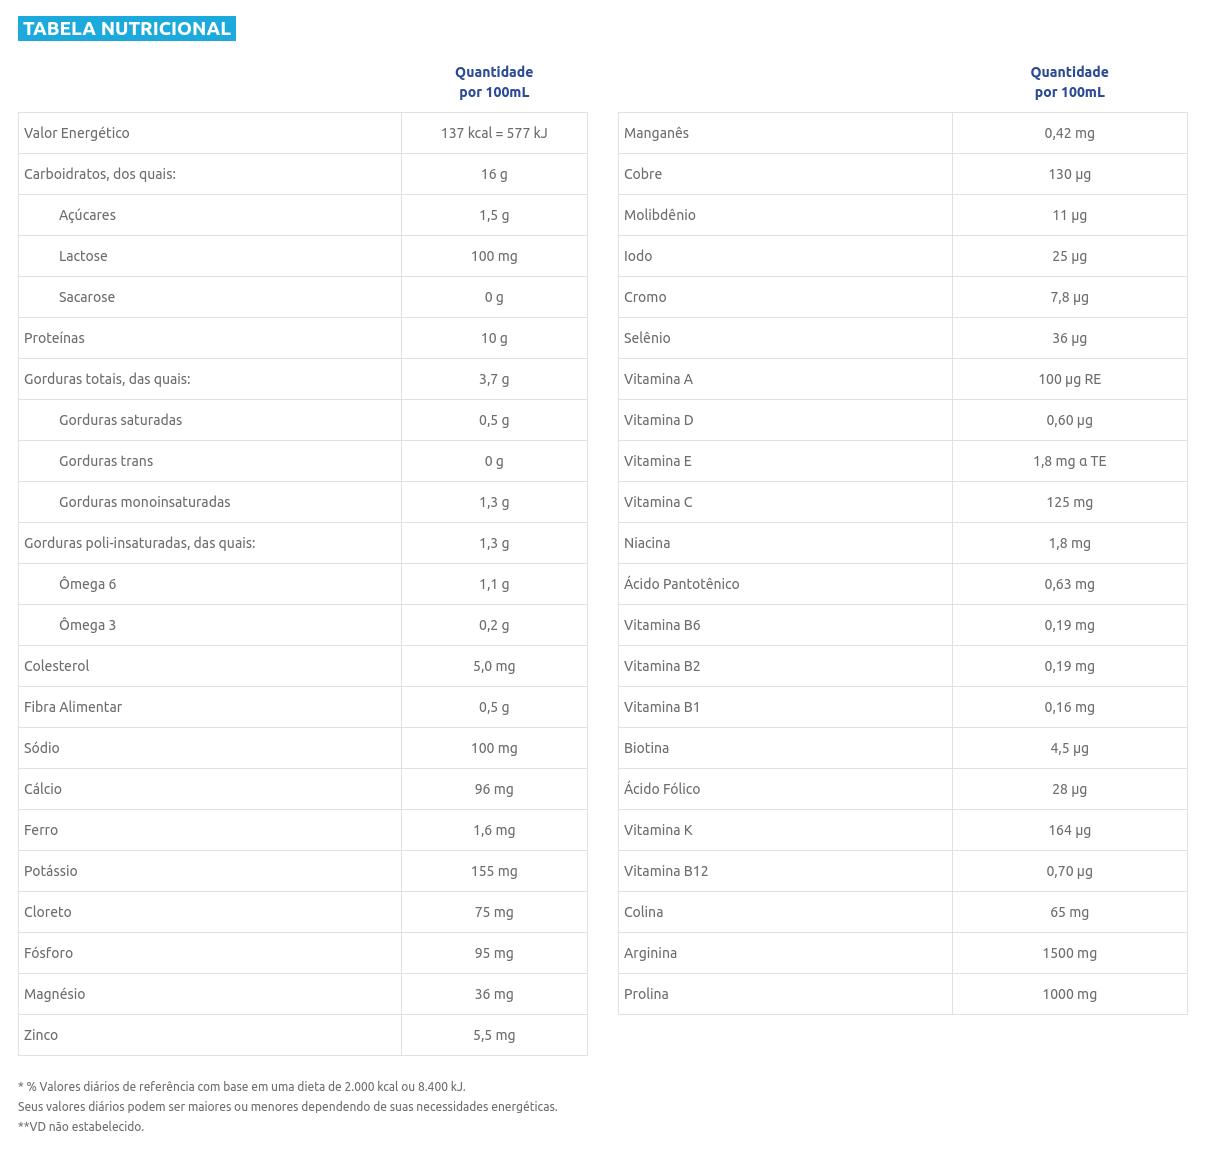 TABELA NUTRICIONAL
Quantidade
por 100mL
Valor Energético 137 kcal = 577 kJ
Carboidratos, dos quais: 16 g
Açúcares 1,5 g
Lactose 100 mg
Sacarose 0 g
Proteínas 10 g
Gorduras totais, das quais: 3,7 g
Gorduras saturadas 0,5 g
Gorduras trans 0 g
Gorduras monoinsaturadas 1,3 g
Gorduras poli-insaturadas, das quais: 1,3 g
Ômega 6 1,1 g
Ômega 3 0,2 g
Colesterol 5,0 mg
Fibra Alimentar 0,5 g
Sódio 100 mg
Cálcio 96 mg
Ferro 1,6 mg
Potássio 155 mg
Cloreto 75 mg
Fósforo 95 mg
Magnésio 36 mg
Zinco 5,5 mg
Quantidade
por 100mL
Manganês 0,42 mg
Cobre 130 µg
Molibdênio 11 µg
Iodo 25 µg
Cromo 7,8 µg
Selênio 36 µg
Vitamina A 100 µg RE
Vitamina D 0,60 µg
Vitamina E 1,8 mg α TE
Vitamina C 125 mg
Niacina 1,8 mg
Ácido Pantotênico 0,63 mg
Vitamina B6 0,19 mg
Vitamina B2 0,19 mg
Vitamina B1 0,16 mg
Biotina 4,5 µg
Ácido Fólico 28 µg
Vitamina K 164 µg
Vitamina B12 0,70 µg
Colina 65 mg
Arginina 1500 mg
Prolina 1000 mg
* % Valores diários de referência com base em uma dieta de 2.000 kcal ou 8.400 kJ.
Seus valores diários podem ser maiores ou menores dependendo de suas necessidades energéticas.
**VD não estabelecido.